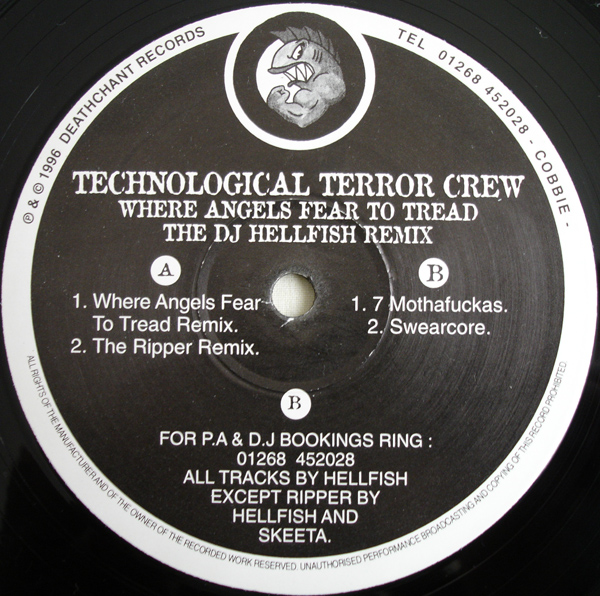 ℗ & © 1996 DEATHCHANT RECORDS
TEL 01268 452028 - COBBIE -
TECHNOLOGICAL TERROR CREW
WHERE ANGELS FEAR TO TREAD
THE DJ HELLFISH REMIX
A
1. Where Angels Fear
To Tread Remix.
2. The Ripper Remix.
B
1. 7 Mothafuckas.
2. Swearcore.
B
FOR P.A & D.J BOOKINGS RING :
01268 452028
ALL TRACKS BY HELLFISH
EXCEPT RIPPER BY
HELLFISH AND
SKEETA.
ALL RIGHTS OF THE MANUFACTURER AND OF THE OWNER OF THE RECORDED WORK RESERVED. UNAUTHORISED PERFORMANCE BROADCASTING AND COPYING OF THIS RECORD PROHIBITED.